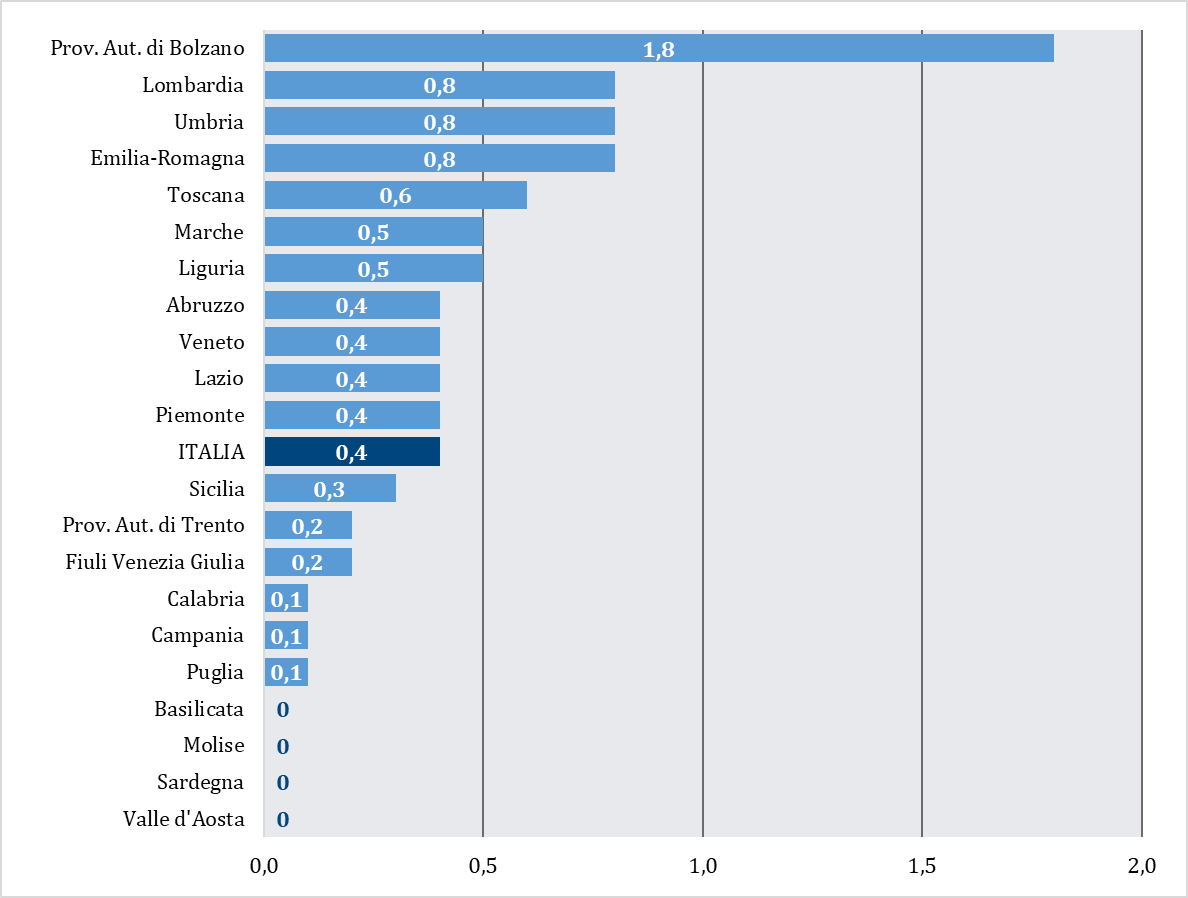 Prov. Aut. di Bolzano 1,8
Lombardia 0,8
Umbria 0,8
Emilia-Romagna 0,8
Toscana 0,6
Marche 0,5
Liguria 0,5
Abruzzo 0,4
Veneto 0,4
Lazio 0,4
Piemonte 0,4
ITALIA 0,4
Sicilia 0,3
Prov. Aut. di Trento 0,2
Fiuli Venezia Giulia 0,2
Calabria 0,1
Campania 0,1
Puglia 0,1
Basilicata 0
Molise 0
Sardegna 0
Valle d'Aosta 0
0,0 0,5 1,0 1,5 2,0